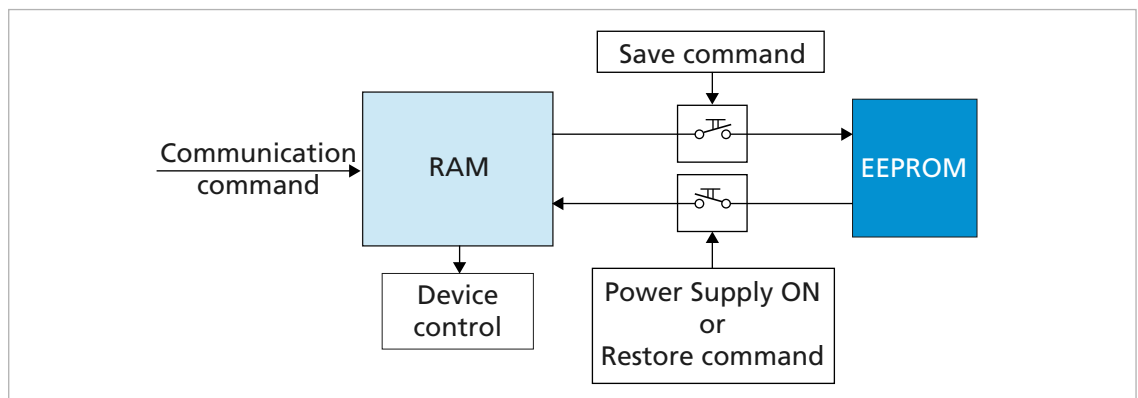 Save command
Communication
command
RAM
EEPROM
Device
control
Power Supply ON
or
Restore command